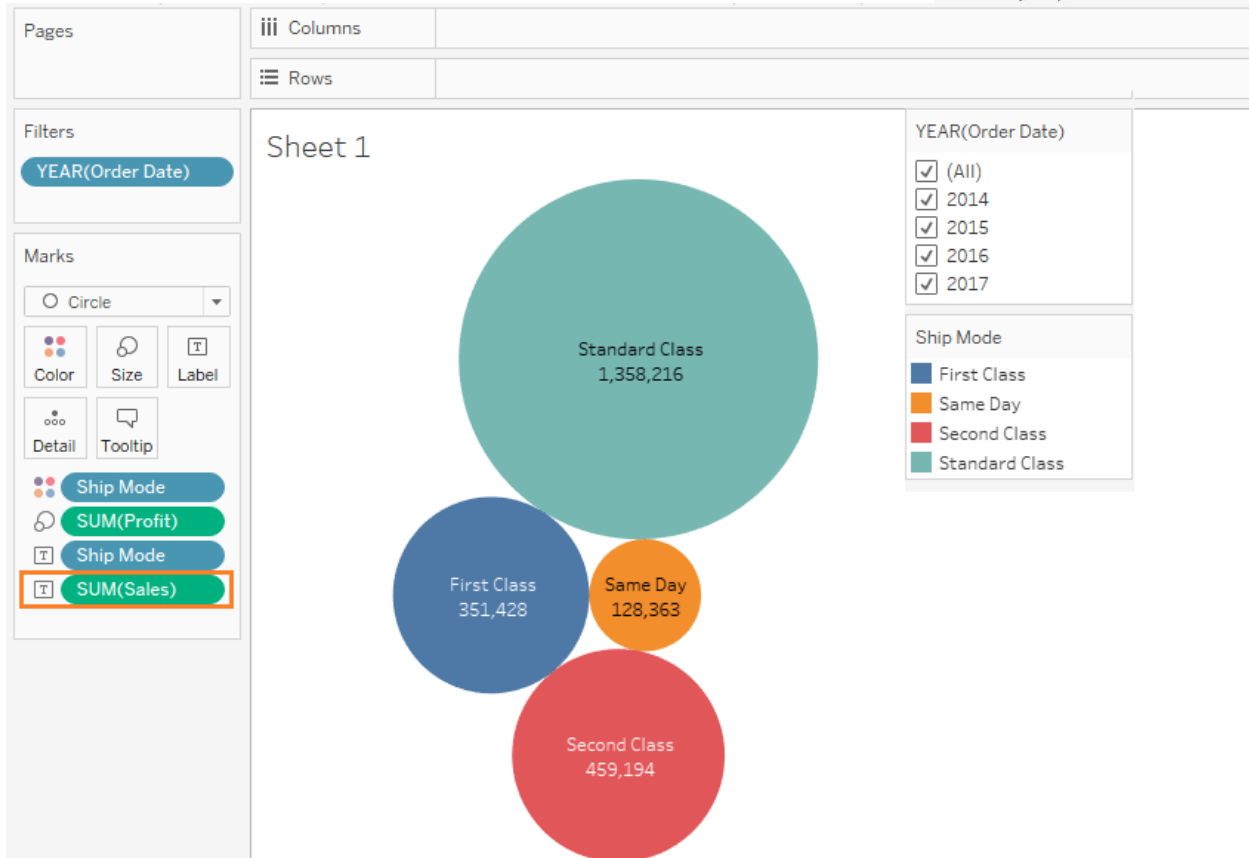 Pages
Columns
Rows
Filters
YEAR(Order Date)
Marks
Circle
Color
Size
T
Label
Detail
Tooltip
Ship Mode
SUM(Profit)
T Ship Mode
T SUM(Sales)
Sheet 1
Standard Class
1,358,216
First Class
351,428
Same Day
128,363
Second Class
459,194
YEAR(Order Date)
(All)
2014
2015
2016
2017
Ship Mode
First Class
Same Day
Second Class
Standard Class